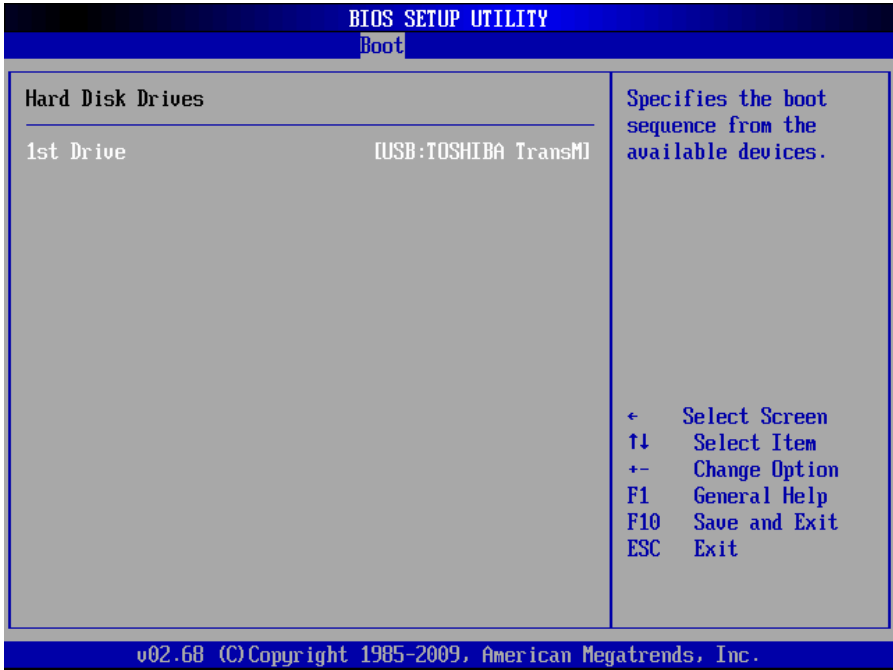 BIOS SETUP UTILITY
Boot
Hard Disk Drives
1st Drive [USB:TOSHIBA TransM]
Specifies the boot
sequence from the
available devices.
← Select Screen
↑↓ Select Item
+- Change Option
F1 General Help
F10 Save and Exit
ESC Exit
v02.68 (C)Copyright 1985-2009, American Megatrends, Inc.